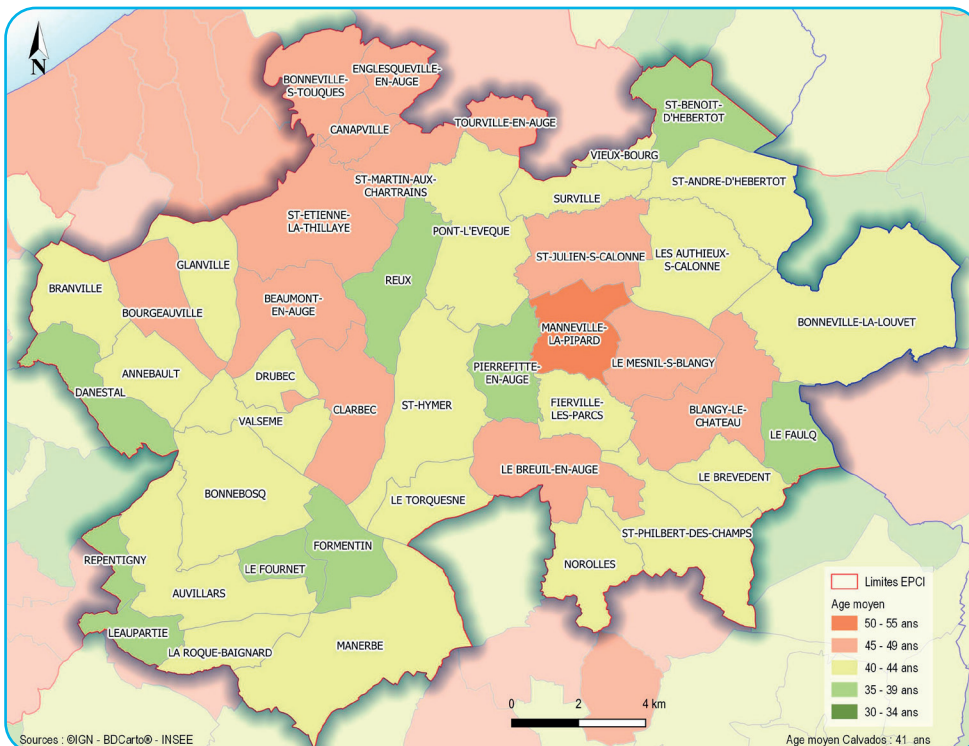 N
BONNEVILLE-
S-TOUQUES
ENGLESQUEVILLE-
EN-AUGE
CANAPVILLE
TOURVILLE-EN-AUGE
ST-BENOIT-
D'HEBERTOT
VIEUX-BOURG
ST-MARTIN-AUX-
CHARTRAINS
ST-ANDRE-D'HEBERTOT
SURVILLE
ST-ETIENNE-
LA-THILLAYE
PONT-L'EVEQUE
ST-JULIEN-S-CALONNE
LES AUTHIEUX-
S-CALONNE
GLANVILLE
REUX
BRANVILLE
BOURGEAUVILLE
BEAUMONT-
EN-AUGE
BONNEVILLE-LA-LOUVET
MANNEVILLE-
LA-PIPARD
LE MESNIL-S-BLANGY
PIERREFITTE-
EN-AUGE
ANNEBAULT
DRUBEC
DANESTAL
CLARBEC
ST-HYMER
FIERVILLE-
LES-PARCS
BLANGY-LE-
CHATEAU
VALSEME
LE FAULQ
LE BREUIL-EN-AUGE
LE BREVEDENT
BONNEBOSQ
LE TORQUESNE
ST-PHILBERT-DES-CHAMPS
FORMENTIN
REPENTIGNY
LE FOURNET
NOROLLES
AUVILLARS
LEAUPARTIE
LA ROQUE-BAIGNARD
MANERBE
Limites EPCI
Age moyen
50 - 55 ans
45 - 49 ans
40 - 44 ans
35 - 39 ans
30 - 34 ans
0 2 4 km
Sources : ©IGN - BDCarto® - INSEE
Age moyen Calvados : 41 ans